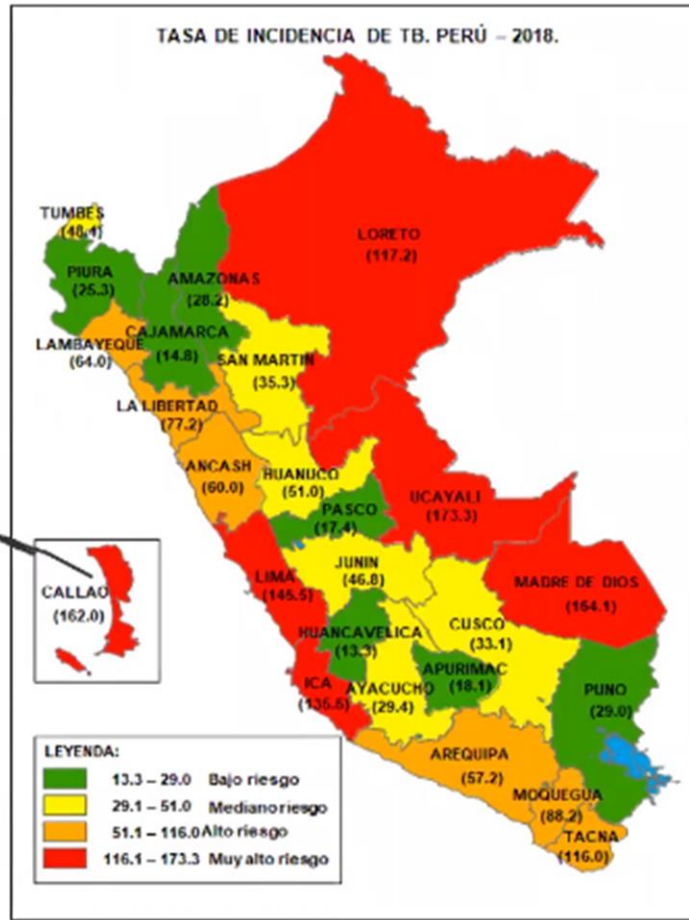 TASA DE INCIDENCIA DE TB. PERÚ – 2018.
TUMBES
(48.4)
LORETO
(117.2)
PIURA
(25.3)
AMAZONAS
(28.2)
CAJAMARCA
(14.8)
LAMBAYEQUE
(64.0)
SAN MARTIN
(35.3)
LA LIBERTAD
(77.2)
ANCASH
(60.0)
HUANUCO
(51.0)
UCAYALI
(173.3)
PASCO
(17.4)
JUNIN
(46.8)
LIMA
(145.5)
MADRE DE DIOS
(164.1)
CALLAO
(162.0)
CUSCO
(33.1)
HUANCAVELICA
(13.3)
APURIMAC
(18.1)
ICA
(135.5)
AYACUCHO
(29.4)
PUNO
(29.0)
AREQUIPA
(57.2)
MOQUEGUA
(88.2)
TACNA
(116.0)
LEYENDA:
13.3 – 29.0 Bajo riesgo
29.1 – 51.0 Mediano riesgo
51.1 – 116.0 Alto riesgo
116.1 – 173.3 Muy alto riesgo